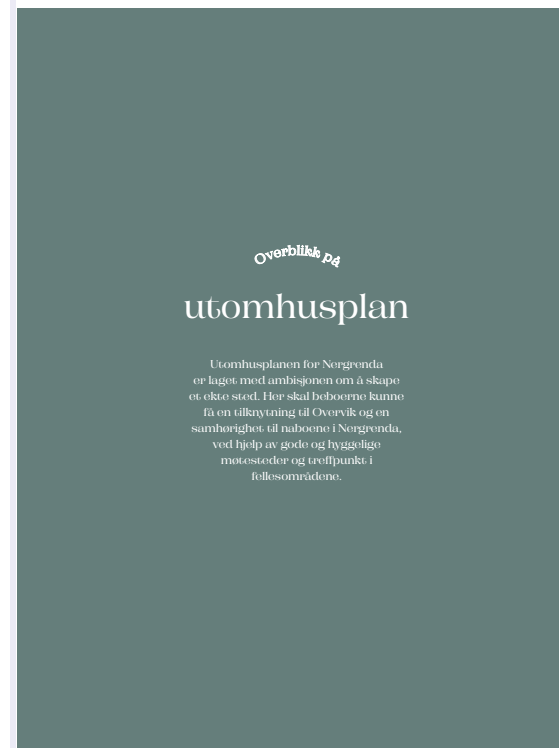 Overblikk på
utomhusplan
Utomhusplanen for Nergrenda
er laget med ambisjonen om å skape
et ekte sted. Her skal beboerne kunne
få en tilknytning til Overvik og en
samhørighet til naboene i Nergrenda,
ved hjelp av gode og hyggelige
møtesteder og treffpunkt i
fellesområdene.